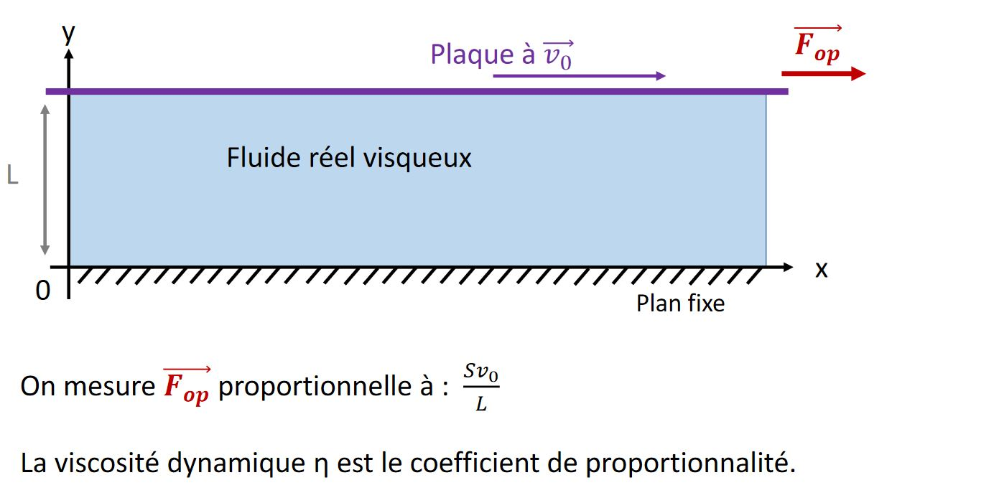 y
Plaque à v₀
F_op
L
Fluide réel visqueux
0
x
Plan fixe
On mesure F_op proportionnelle à : Sv₀/L
La viscosité dynamique η est le coefficient de proportionnalité.